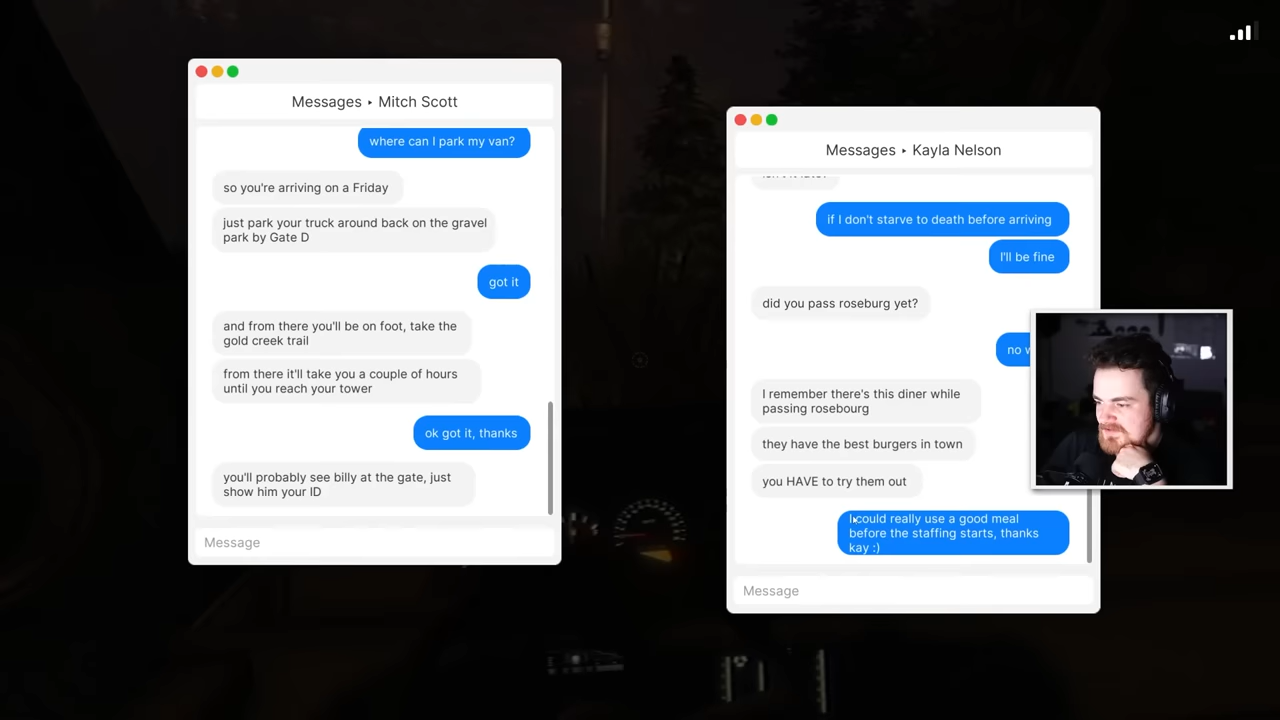 Messages ‣ Mitch Scott
where can I park my van?
so you're arriving on a Friday
just park your truck around back on the gravel
park by Gate D
got it
and from there you'll be on foot, take the
gold creek trail
from there it'll take you a couple of hours
until you reach your tower
ok got it, thanks
you'll probably see billy at the gate, just
show him your ID
Message
Messages ‣ Kayla Nelson
if I don't starve to death before arriving
I'll be fine
did you pass roseburg yet?
no
I remember there's this diner while
passing rosebourg
they have the best burgers in town
you HAVE to try them out
I could really use a good meal
before the staffing starts, thanks
kay :)
Message